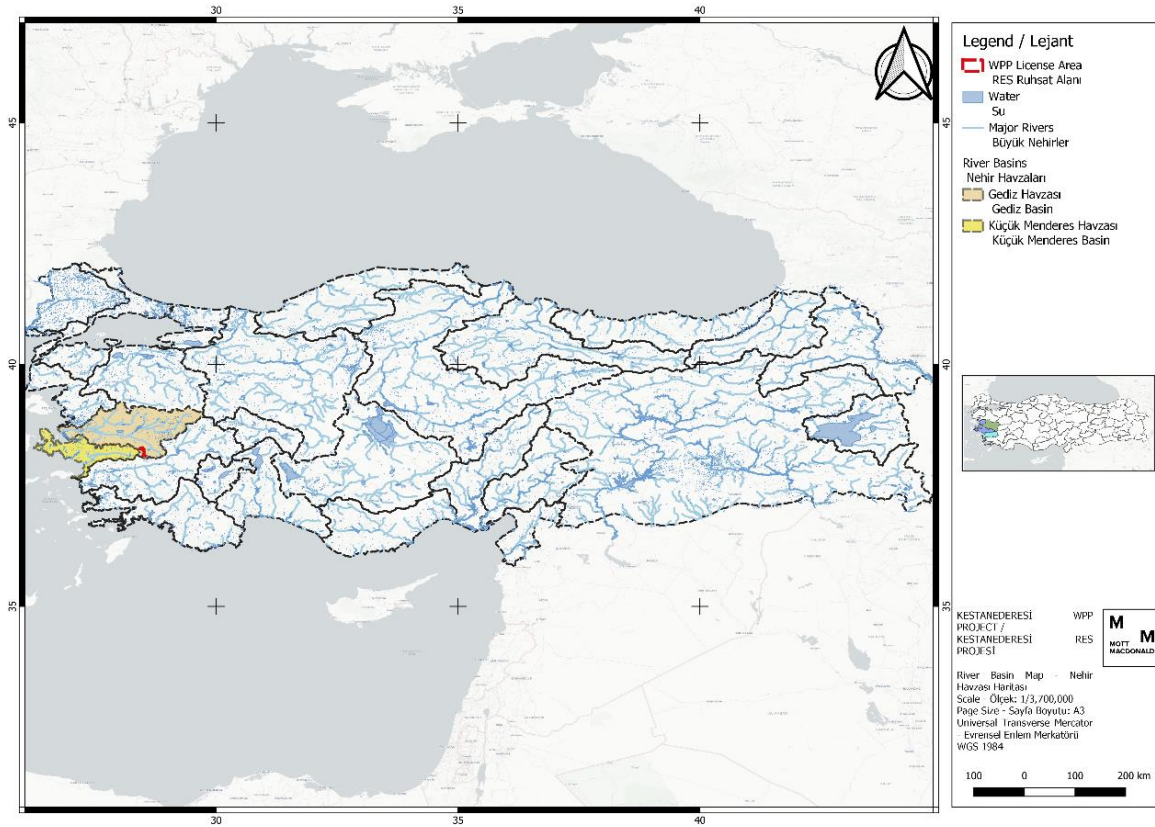 30
35
40
45
45
40
40
35
35
30
35
40
Legend / Lejant
WPP License Area
RES Ruhsat Alanı
Water
Su
Major Rivers
Büyük Nehirler
River Basins
Nehir Havzaları
Gediz Havzası
Gediz Basin
Küçük Menderes Havzası
Küçük Menderes Basin
KESTANEDERESİ WPP
PROJECT /
KESTANEDERESİ RES
PROJESİ
M
M
MOTT
MACDONALD
River Basin Map - Nehir
Havzası Haritası
Scale - Ölçek: 1/3,700,000
Page Size - Sayfa Boyutu: A3
Universal Transverse Mercator
- Evrensel Enlem Merkatörü
WGS 1984
100 0 100 200 km